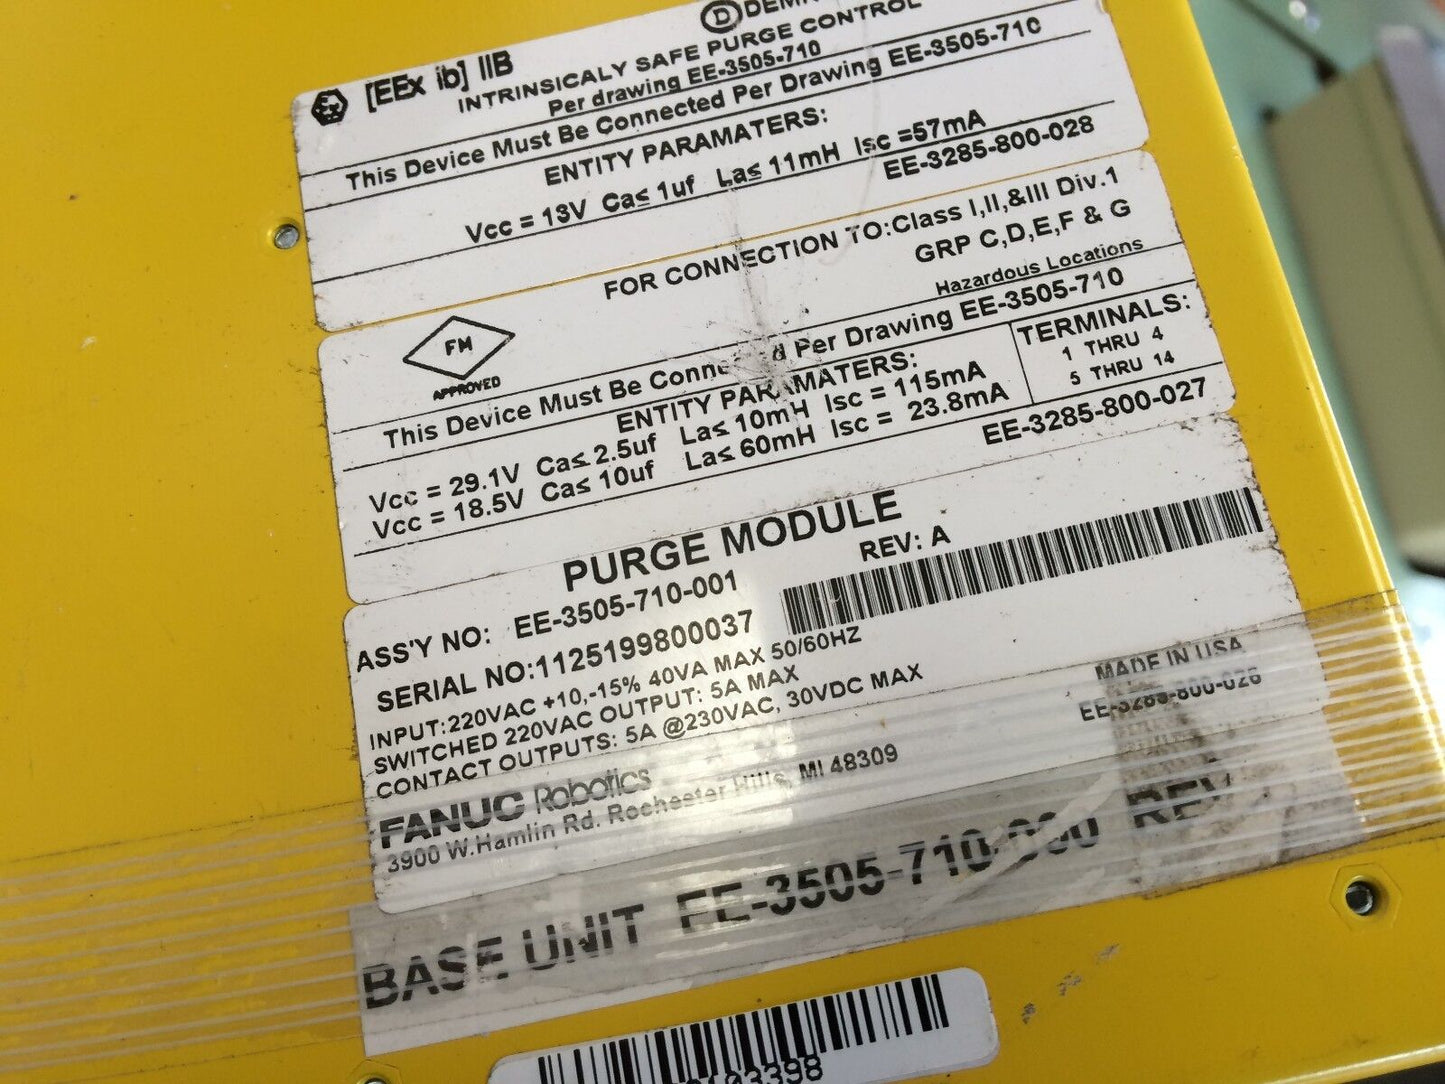 [EEx ib] IIB
INTRINSICALY SAFE PURGE CONTROL
Per drawing EE-3505-710
This Device Must Be Connected Per Drawing EE-3505-710
ENTITY PARAMATERS:
Vcc = 13V Ca≤ 1uf La≤ 11mH Isc =57mA
EE-3285-800-028
FOR CONNECTION TO:Class I,II,&III Div.1
GRP C,D,E,F & G
Hazardous Locations
FM
APPROVED
This Device Must Be Per Drawing EE-3505-710
ENTITY PARAMATERS:
TERMINALS:
Vcc = 29.1V Ca≤ 2.5uf La≤ 10mH Isc = 115mA 1 THRU 4
Vcc = 18.5V Ca≤ 10uf La≤ 60mH Isc = 23.8mA 5 THRU 14
EE-3285-800-027
PURGE MODULE
ASS'Y NO: EE-3505-710-001 REV: A
SERIAL NO:1125199800037
INPUT:220VAC +10,-15% 40VA MAX 50/60HZ
SWITCHED 220VAC OUTPUT: 5A MAX
CONTACT OUTPUTS: 5A @230VAC, 30VDC MAX
MADE IN USA
EE-3285-800-026
FANUC Robotics
3900 W.Hamlin Rd. Rochester Hills, MI 48309
BASE UNIT EE-3505-710-000 REV